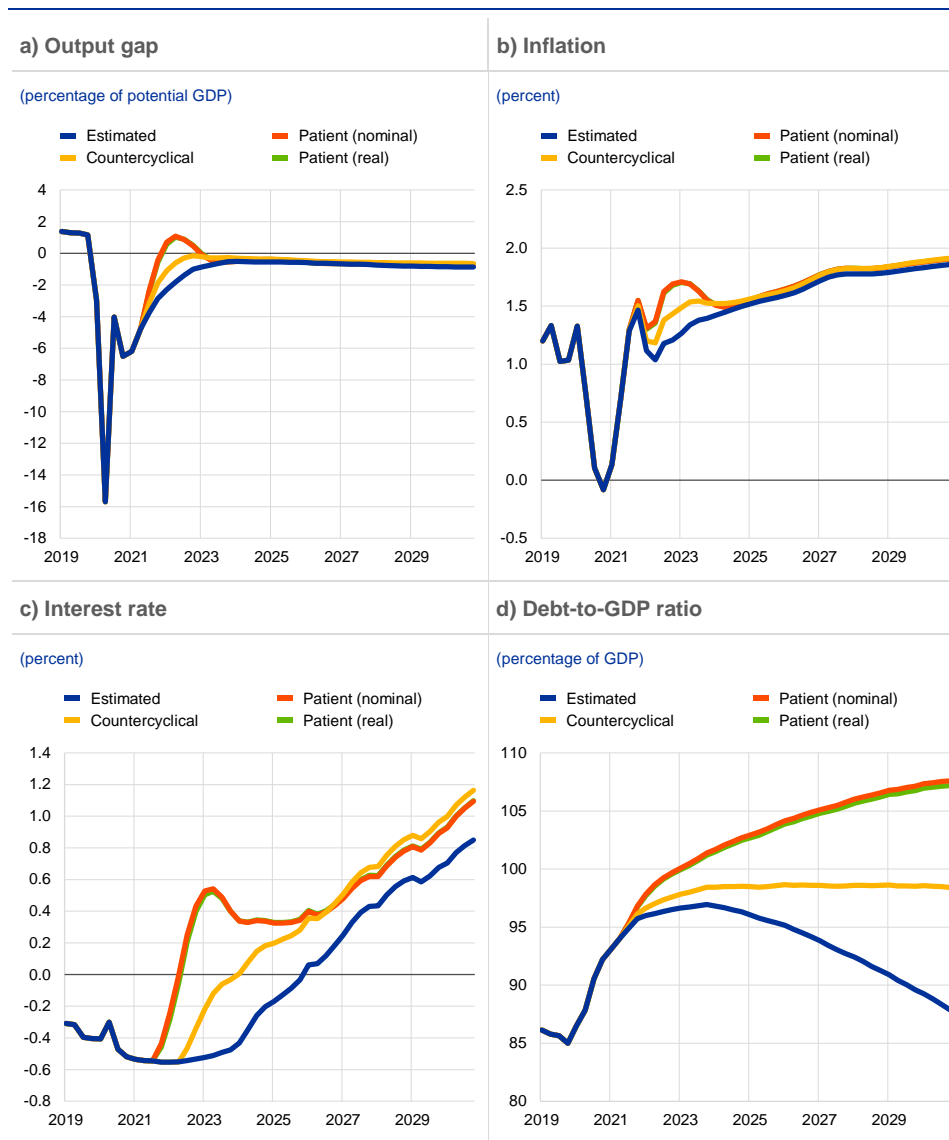 a) Output gap
(percentage of potential GDP)
Estimated Patient (nominal)
Countercyclical Patient (real)
4
2
0
-2
-4
-6
-8
-10
-12
-14
-16
-18
2019 2021 2023 2025 2027 2029
b) Inflation
(percent)
Estimated Patient (nominal)
Countercyclical Patient (real)
2.5
2.0
1.5
1.0
0.5
0.0
-0.5
2019 2021 2023 2025 2027 2029
c) Interest rate
(percent)
Estimated Patient (nominal)
Countercyclical Patient (real)
1.4
1.2
1.0
0.8
0.6
0.4
0.2
0.0
-0.2
-0.4
-0.6
-0.8
2019 2021 2023 2025 2027 2029
d) Debt-to-GDP ratio
(percentage of GDP)
Estimated Patient (nominal)
Countercyclical Patient (real)
110
105
100
95
90
85
80
2019 2021 2023 2025 2027 2029